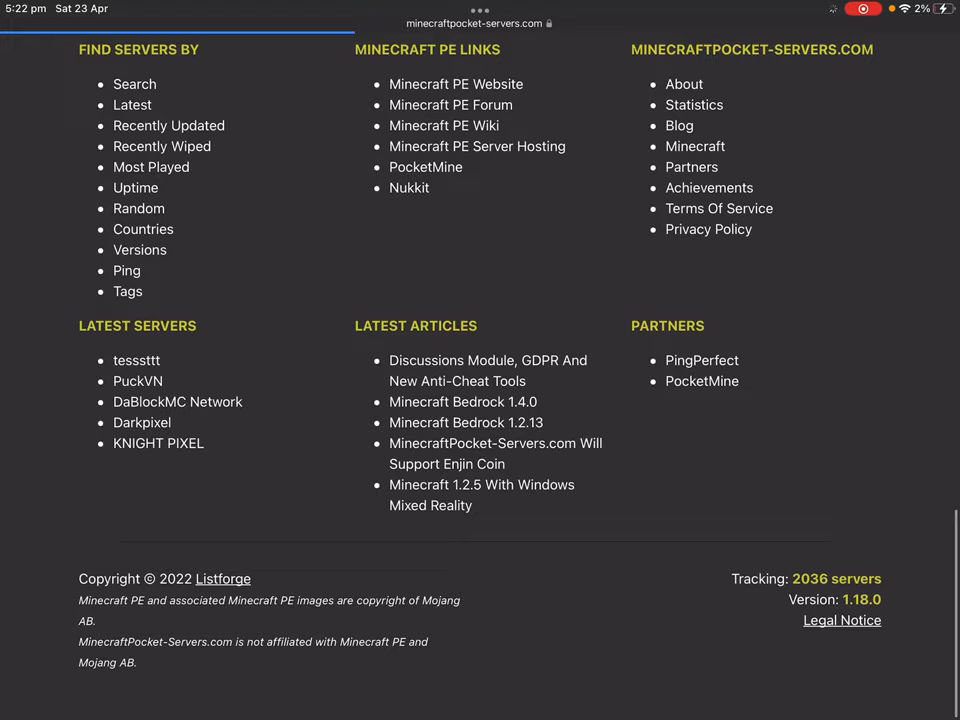 5:22 pm Sat 23 Apr
2%
minecraftpocket-servers.com
FIND SERVERS BY
Search
Latest
Recently Updated
Recently Wiped
Most Played
Uptime
Random
Countries
Versions
Ping
Tags
MINECRAFT PE LINKS
Minecraft PE Website
Minecraft PE Forum
Minecraft PE Wiki
Minecraft PE Server Hosting
PocketMine
Nukkit
MINECRAFTPOCKET-SERVERS.COM
About
Statistics
Blog
Minecraft
Partners
Achievements
Terms Of Service
Privacy Policy
LATEST SERVERS
tesssttt
PuckVN
DaBlockMC Network
Darkpixel
KNIGHT PIXEL
LATEST ARTICLES
Discussions Module, GDPR And
New Anti-Cheat Tools
Minecraft Bedrock 1.4.0
Minecraft Bedrock 1.2.13
MinecraftPocket-Servers.com Will
Support Enjin Coin
Minecraft 1.2.5 With Windows
Mixed Reality
PARTNERS
PingPerfect
PocketMine
Copyright © 2022 Listforge
Minecraft PE and associated Minecraft PE images are copyright of Mojang
AB.
MinecraftPocket-Servers.com is not affiliated with Minecraft PE and
Mojang AB.
Tracking: 2036 servers
Version: 1.18.0
Legal Notice